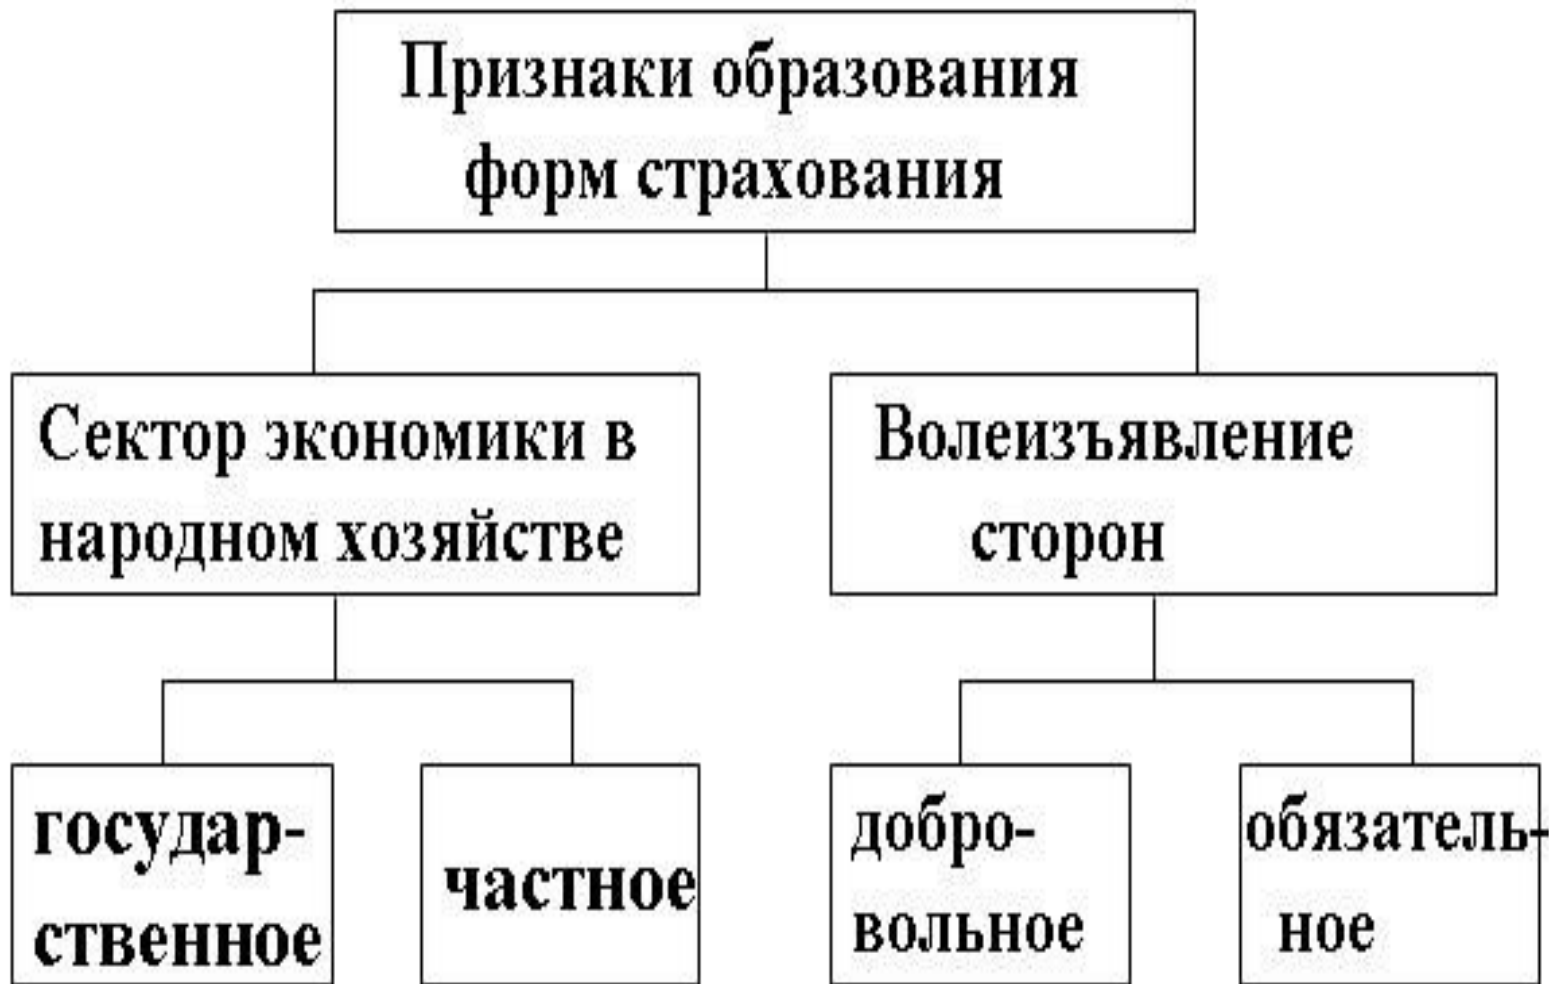 Признаки образования
форм страхования
Сектор экономики в
народном хозяйстве
Волеизъявление
сторон
государ-
ственное
частное
добро-
вольное
обязатель-
ное